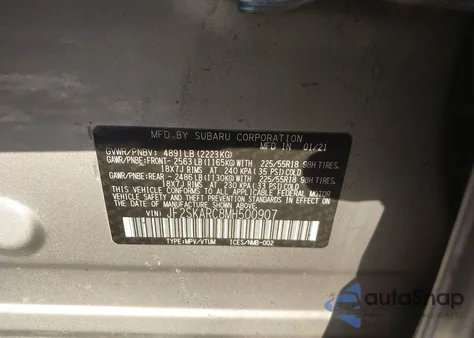 MFD. BY SUBARU CORPORATION
GVWR/PNBV: 4891LB(2223KG) MFD IN 01/21
GAWR/PNBE:FRONT- 2563LB(1165KG)WITH 225/55R18 98H TIRES.
18X7J RIMS AT 240 KPA(35 PSI)COLD
GAWR/PNBE:REAR -2486LB(1130KG)WITH 225/55R18 98H TIRES.
18X7J RIMS AT 230 KPA(33 PSI)COLD
THIS VEHICLE CONFORMS TO ALL APPLICABLE FEDERAL MOTOR
VEHICLE SAFETY AND THEFT PREVENTION STANDARDS IN EFFECT
ON THE DATE OF MANUFACTURE SHOWN ABOVE.
VIN: JF2SKARC8MH500907
TYPE:MPV/VTUM ICES/NMB-002
autoSnap